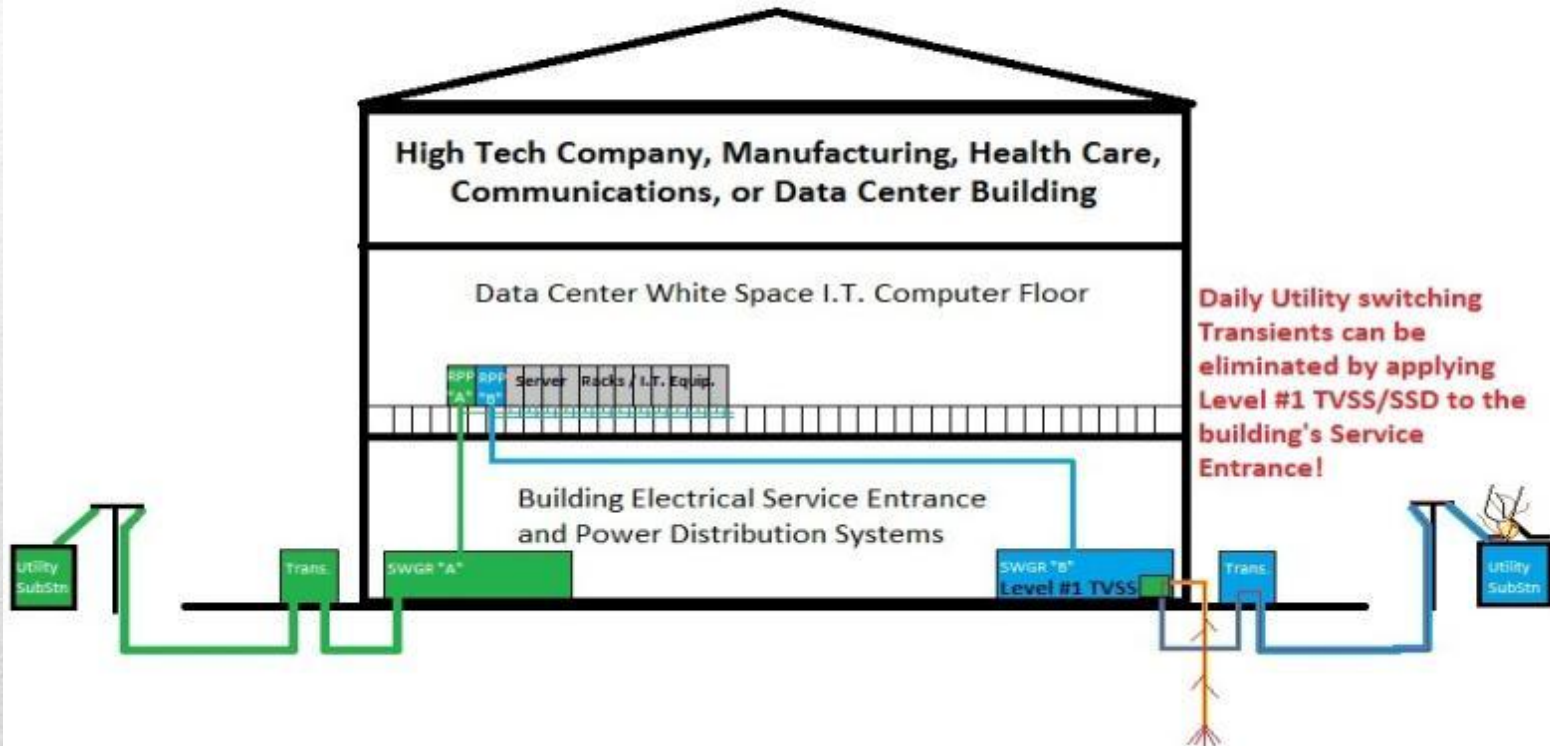 High Tech Company, Manufacturing, Health Care,
Communications, or Data Center Building
Data Center White Space I.T. Computer Floor
Daily Utility switching
Transients can be
eliminated by applying
Level #1 TVSS/SSD to the
building's Service
Entrance!
RPP
"A"
RPP
"B"
Server Racks / I.T. Equip.
Building Electrical Service Entrance
and Power Distribution Systems
Utility
SubStn
Trans.
SWGR "A"
SWGR "B"
Level #1 TVSS
Trans.
Utility
SubStn